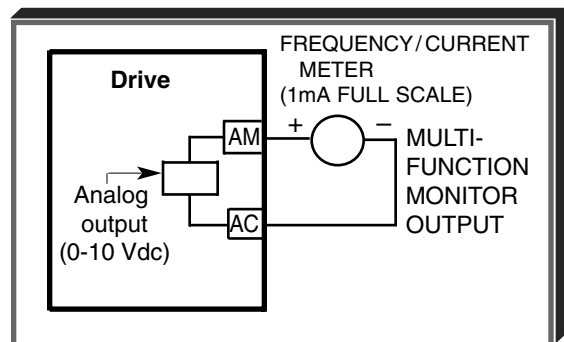 FREQUENCY/CURRENT
METER
(1mA FULL SCALE)
Drive
+
–
AM
MULTI-
FUNCTION
MONITOR
OUTPUT
Analog
output
(0-10 Vdc)
AC